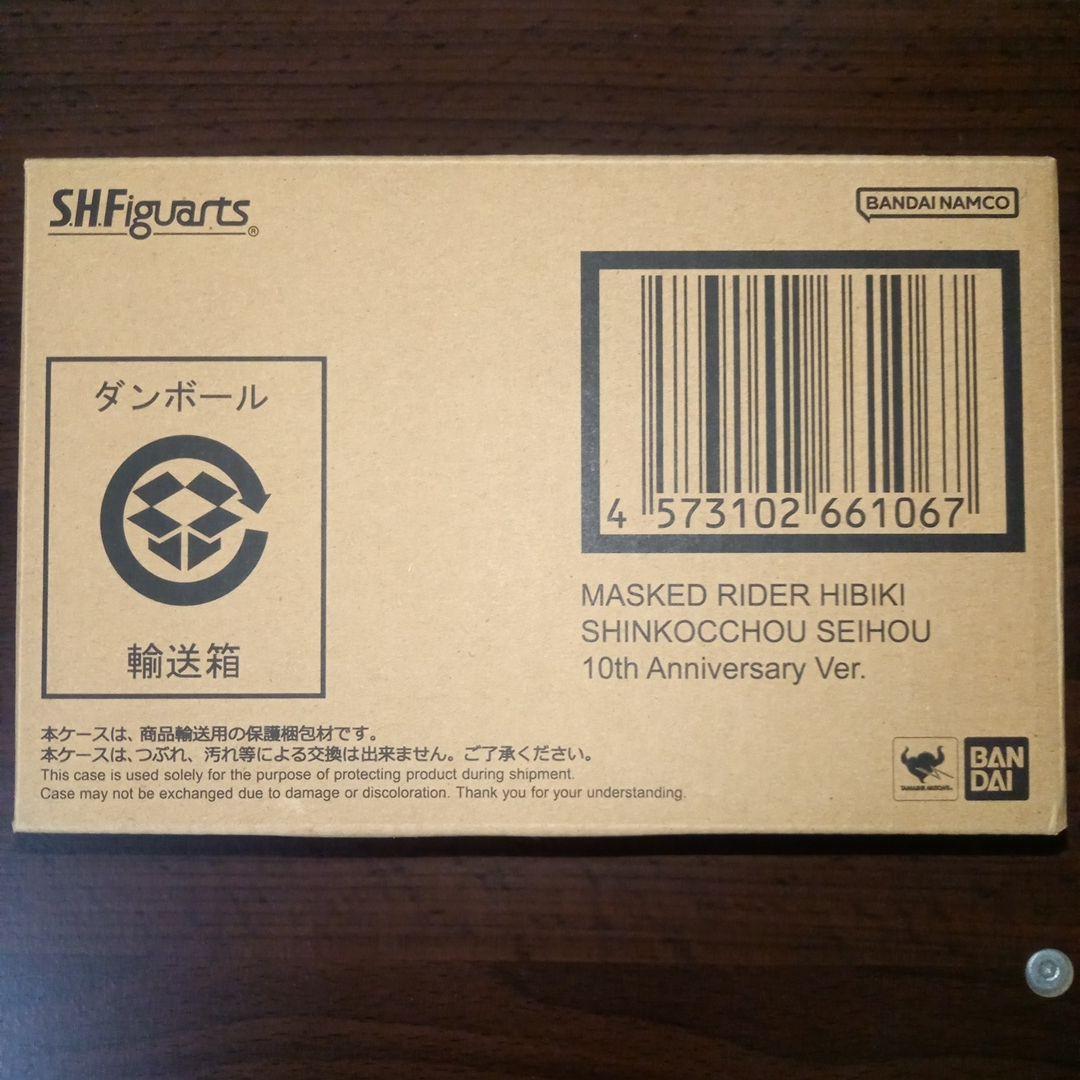 S.H.Figuarts®
BANDAI NAMCO
4 573102 661067
MASKED RIDER HIBIKI
SHINKOCCHOU SEIHOU
10th Anniversary Ver.
ダンボール
輸送箱
本ケースは、商品輸送用の保護梱包材です。
本ケースは、つぶれ、汚れ等による交換は出来ません。ご了承ください。
This case is used solely for the purpose of protecting product during shipment.
Case may not be exchanged due to damage or discoloration. Thank you for your understanding.
TAMASHII NATIONS
BAN
DAI